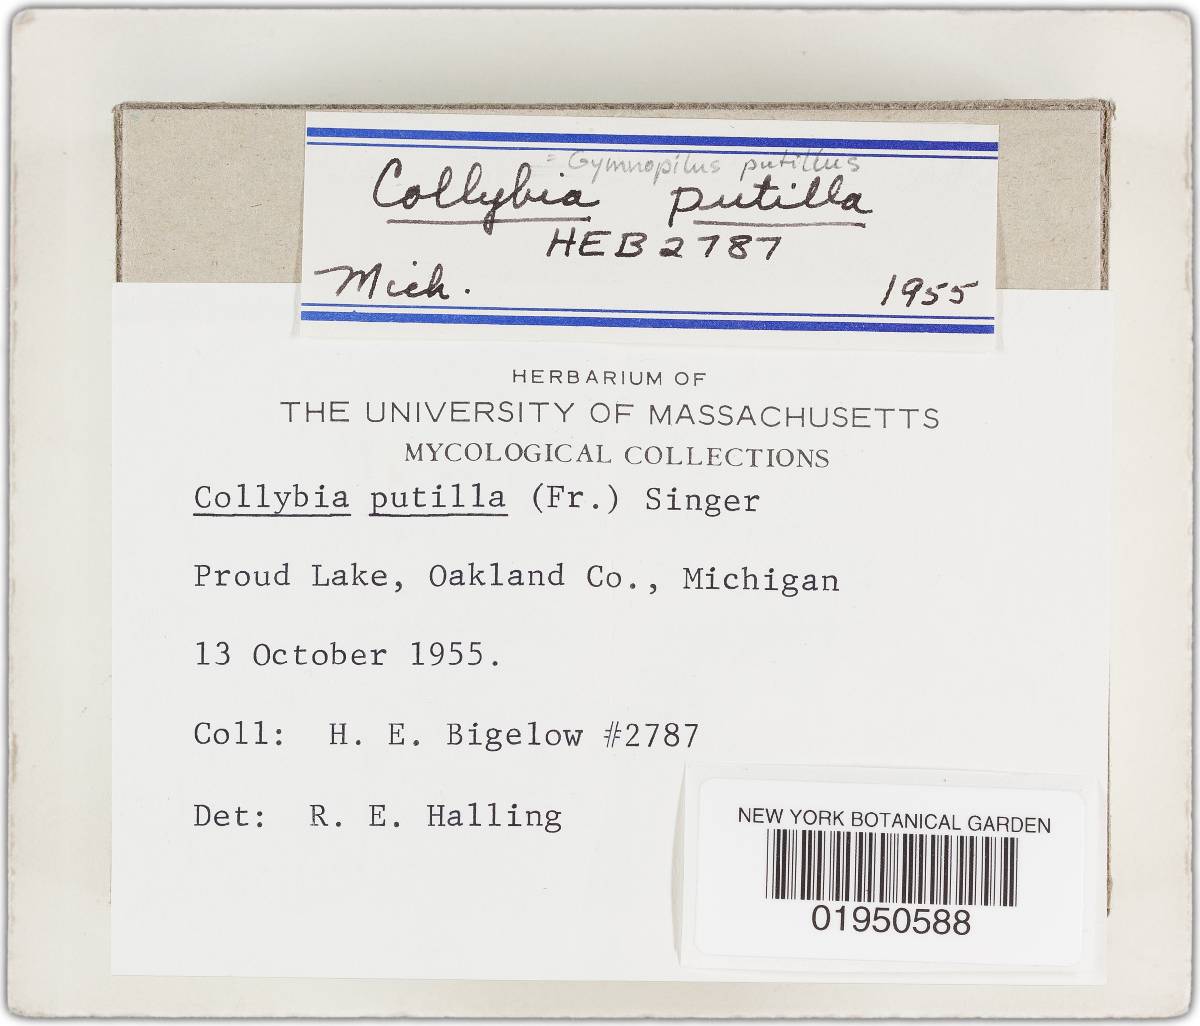 = Gymnopilus putillus
Collybia putilla
HEB 2787
Mich. 1955
HERBARIUM OF
THE UNIVERSITY OF MASSACHUSETTS
MYCOLOGICAL COLLECTIONS
Collybia putilla (Fr.) Singer
Proud Lake, Oakland Co., Michigan
13 October 1955.
Coll: H. E. Bigelow #2787
Det: R. E. Halling
NEW YORK BOTANICAL GARDEN
01950588